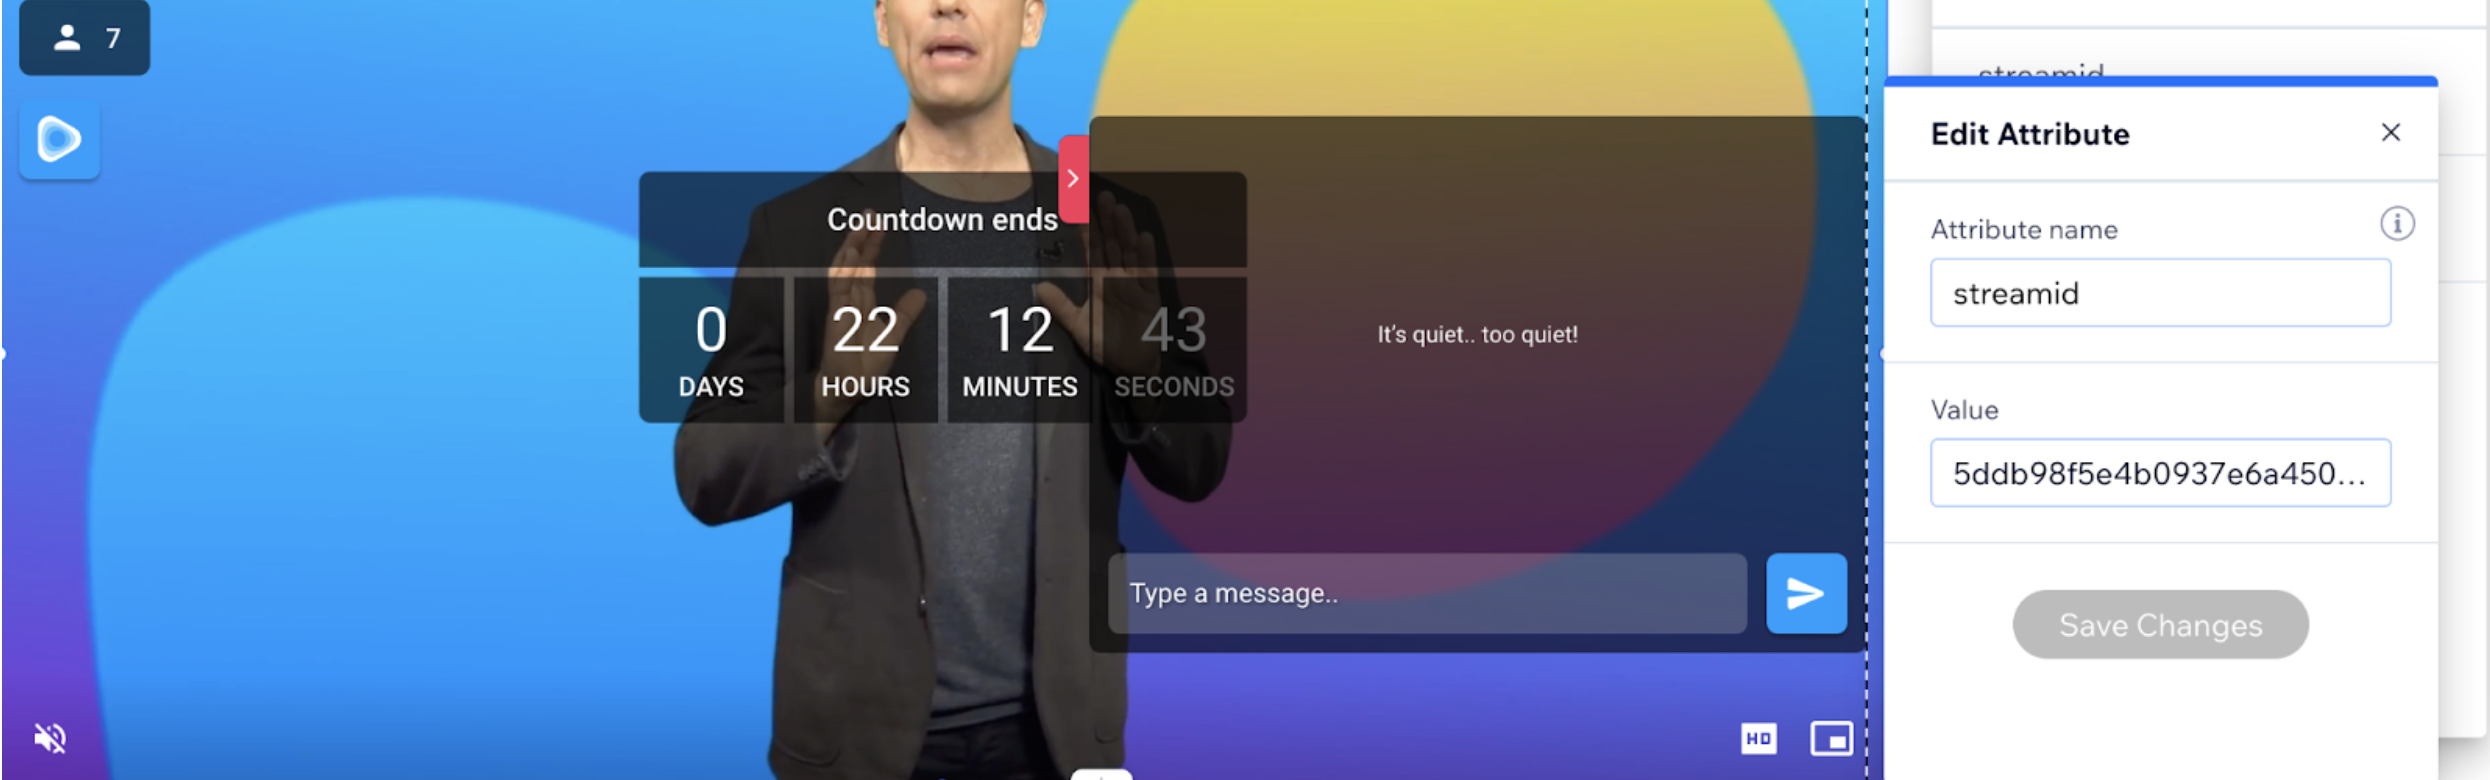 7
Countdown ends
0
22
12
43
DAYS
HOURS
MINUTES
SECONDS
It's quiet.. too quiet!
Type a message..
HD
streamid
Edit Attribute
Attribute name
streamid
Value
5ddb98f5e4b0937e6a450...
Save Changes